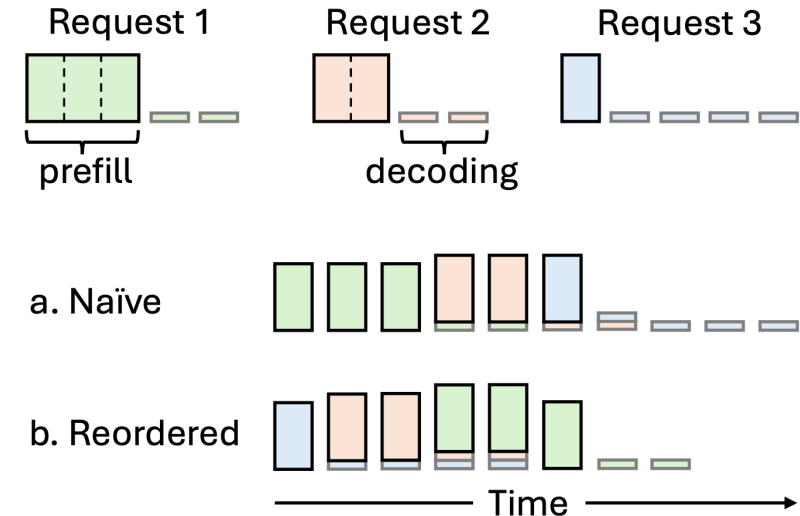 Request 1
Request 2
Request 3
prefill
decoding
a. Naïve
b. Reordered
Time